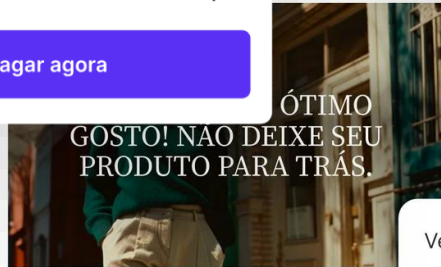 agar agora
ÓTIMO
GOSTO! NÃO DEIXE SEU
PRODUTO PARA TRÁS.
Ve